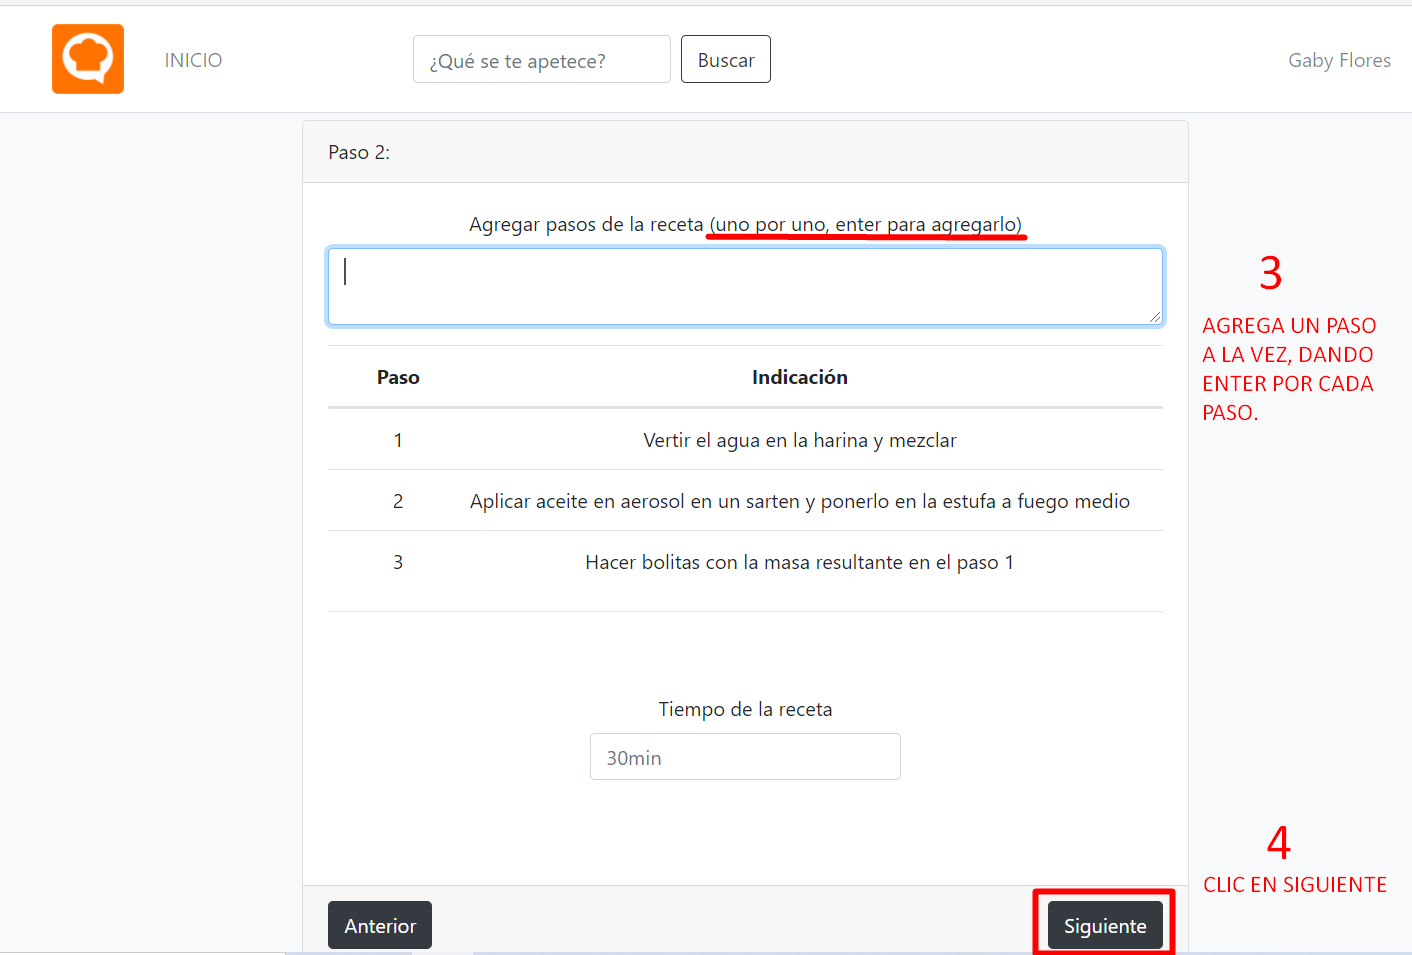 INICIO
¿Qué se te apetece?
Buscar
Gaby Flores
Paso 2:
Agregar pasos de la receta (uno por uno, enter para agregarlo)
3
AGREGA UN PASO
A LA VEZ, DANDO
ENTER POR CADA
PASO.
Paso Indicación
1 Vertir el agua en la harina y mezclar
2 Aplicar aceite en aerosol en un sarten y ponerlo en la estufa a fuego medio
3 Hacer bolitas con la masa resultante en el paso 1
Tiempo de la receta
30min
4
CLIC EN SIGUIENTE
Anterior
Siguiente